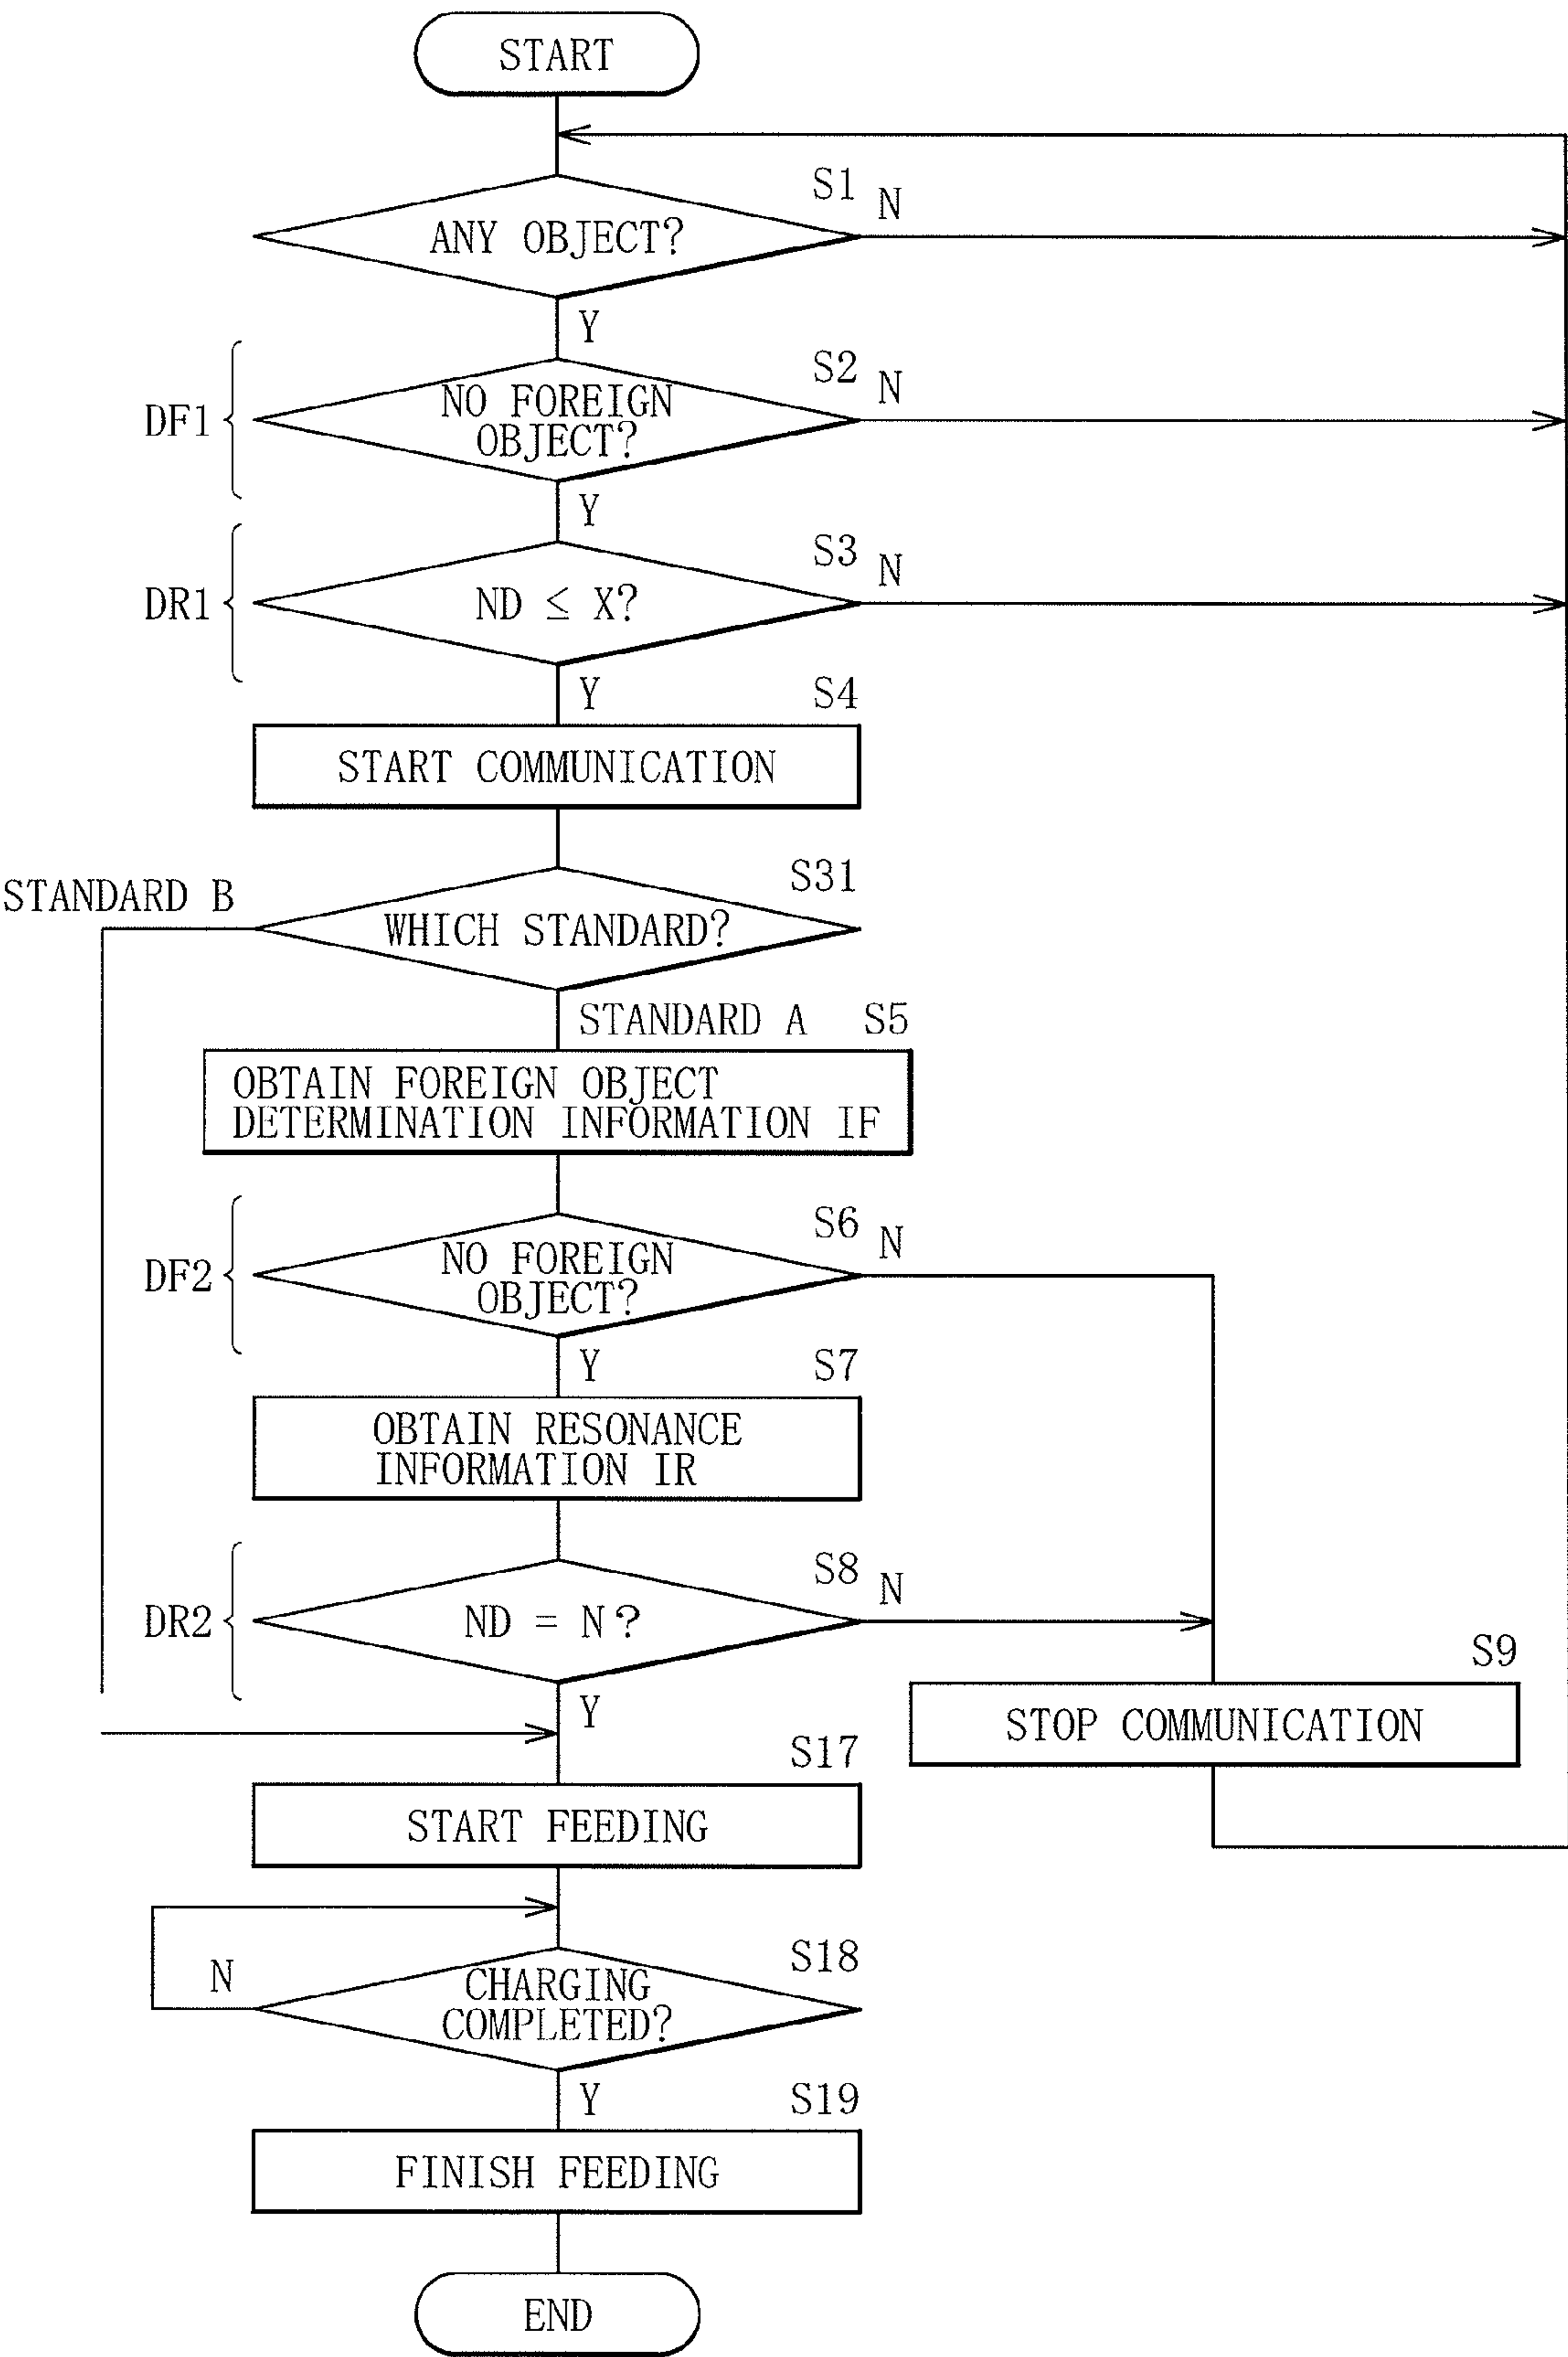 START
S1
N
ANY OBJECT?
Y
S2
N
DF1
NO FOREIGN
OBJECT?
Y
S3
N
DR1
ND ≤ X?
Y
S4
START COMMUNICATION
S31
STANDARD B
WHICH STANDARD?
STANDARD A
S5
OBTAIN FOREIGN OBJECT
DETERMINATION INFORMATION IF
S6
N
DF2
NO FOREIGN
OBJECT?
Y
S7
OBTAIN RESONANCE
INFORMATION IR
S8
N
DR2
ND = N?
S9
Y
STOP COMMUNICATION
S17
START FEEDING
S18
N
CHARGING
COMPLETED?
Y
S19
FINISH FEEDING
END